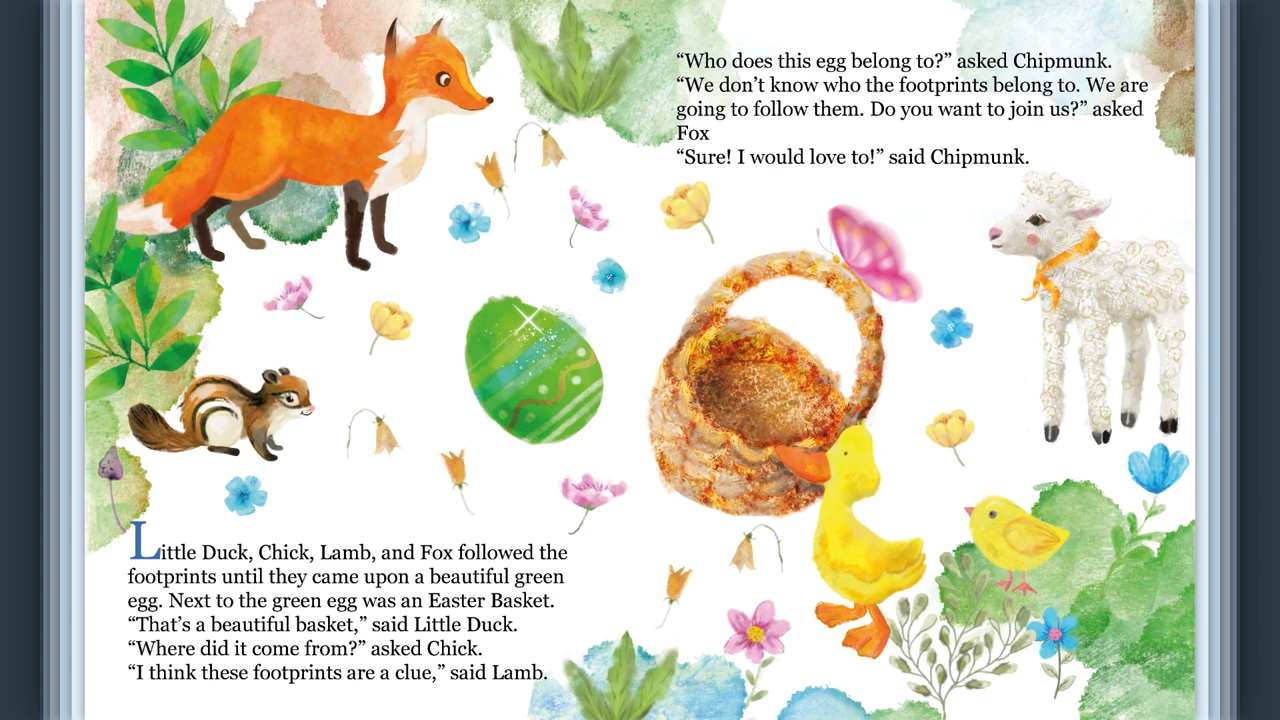 Little Duck, Chick, Lamb, and Fox followed the
footprints until they came upon a beautiful green
egg. Next to the green egg was an Easter Basket.
“That’s a beautiful basket,” said Little Duck.
“Where did it come from?” asked Chick.
“I think these footprints are a clue,” said Lamb.
“Who does this egg belong to?” asked Chipmunk.
“We don’t know who the footprints belong to. We are
going to follow them. Do you want to join us?” asked
Fox
“Sure! I would love to!” said Chipmunk.